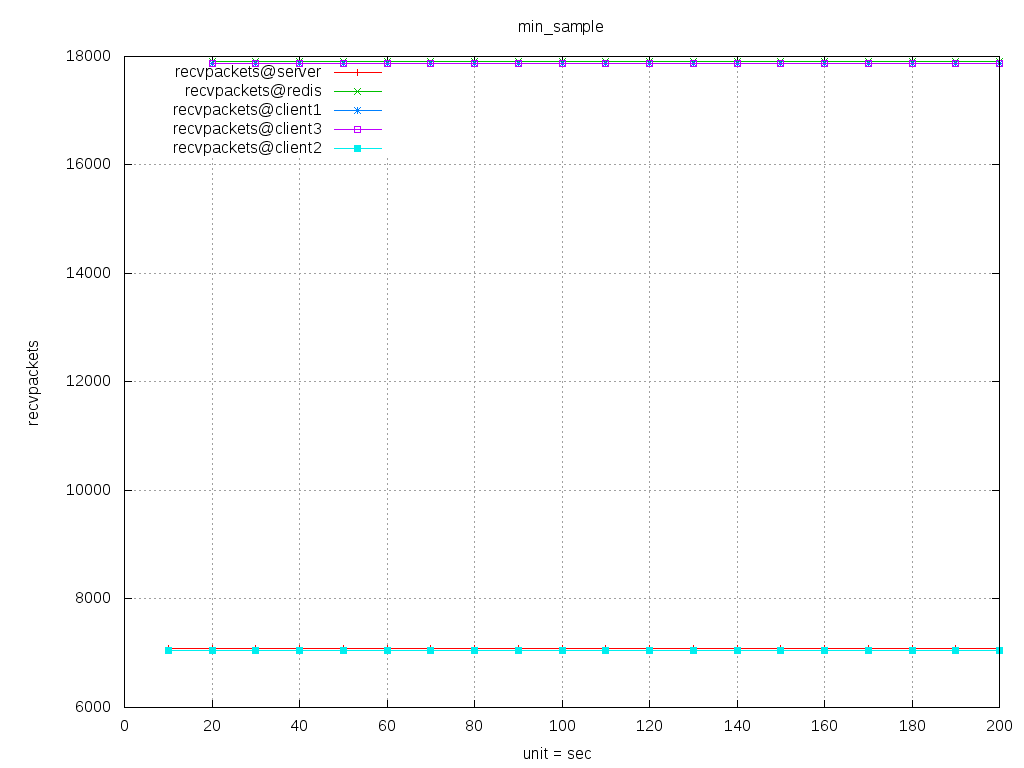 min_sample
18000
16000
14000
12000
10000
8000
6000
recvpackets@server
recvpackets@redis
recvpackets@client1
recvpackets@client3
recvpackets@client2
recvpackets
0 20 40 60 80 100 120 140 160 180 200
unit = sec